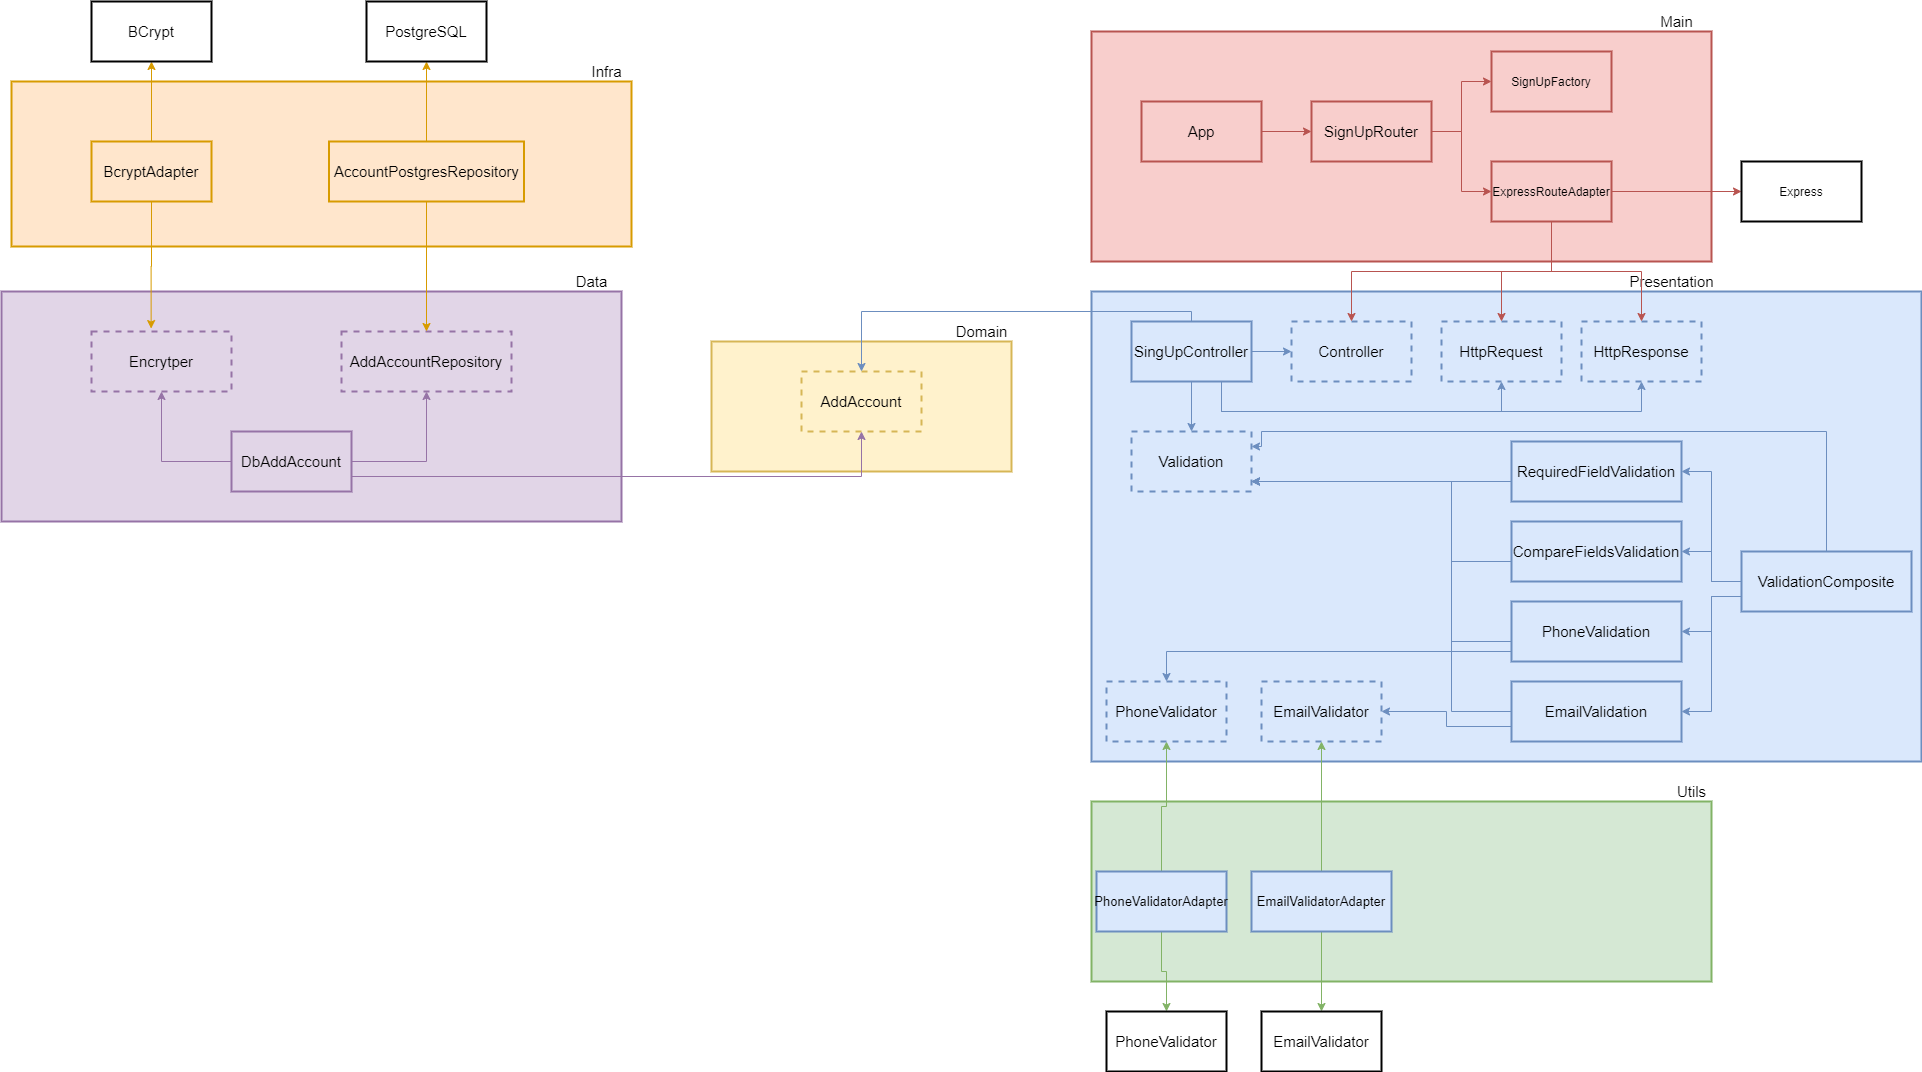 BCrypt
PostgreSQL
Infra
BcryptAdapter
AccountPostgresRepository
Data
Encrytper
AddAccountRepository
DbAddAccount
Domain
AddAccount
Main
App
SignUpRouter
SignUpFactory
ExpressRouteAdapter
Express
Presentation
SingUpController
Controller
HttpRequest
HttpResponse
Validation
RequiredFieldValidation
CompareFieldsValidation
ValidationComposite
PhoneValidation
PhoneValidator
EmailValidator
EmailValidation
Utils
PhoneValidatorAdapter
EmailValidatorAdapter
PhoneValidator
EmailValidator